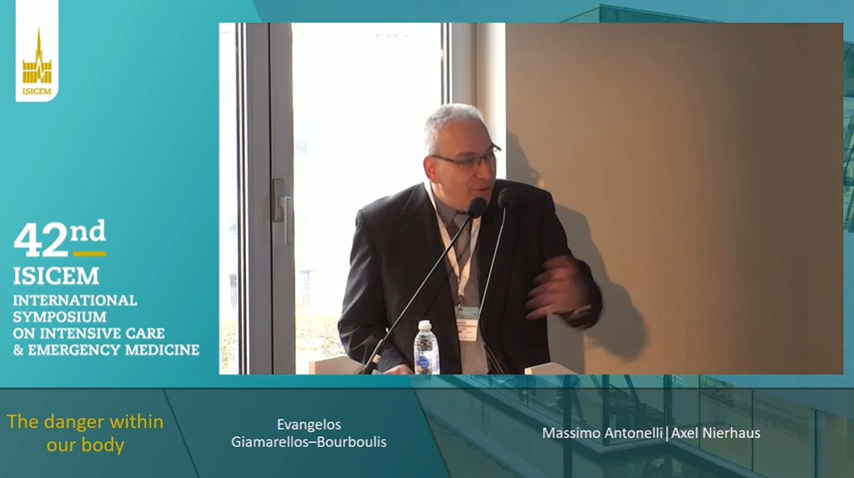 ISICEM
42nd
ISICEM
INTERNATIONAL
SYMPOSIUM
ON INTENSIVE CARE
& EMERGENCY MEDICINE
The danger within
our body
Evangelos
Giamarellos–Bourboulis
Massimo Antonelli|Axel Nierhaus